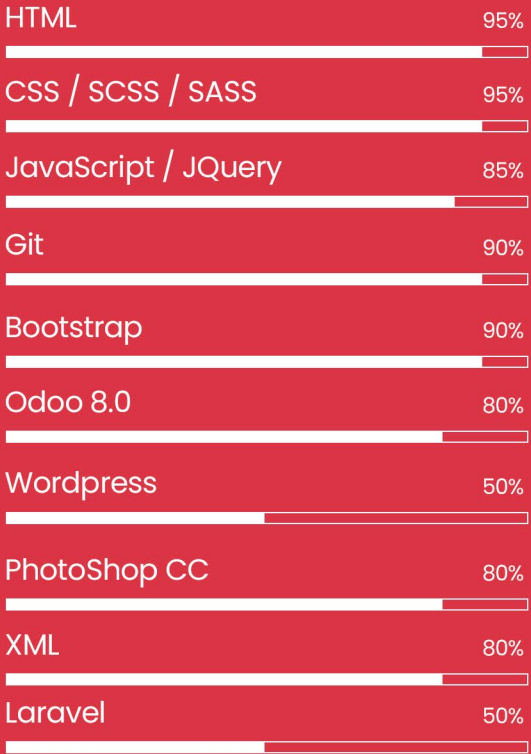 HTML 95%
CSS / SCSS / SASS 95%
JavaScript / JQuery 85%
Git 90%
Bootstrap 90%
Odoo 8.0 80%
Wordpress 50%
PhotoShop CC 80%
XML 80%
Laravel 50%